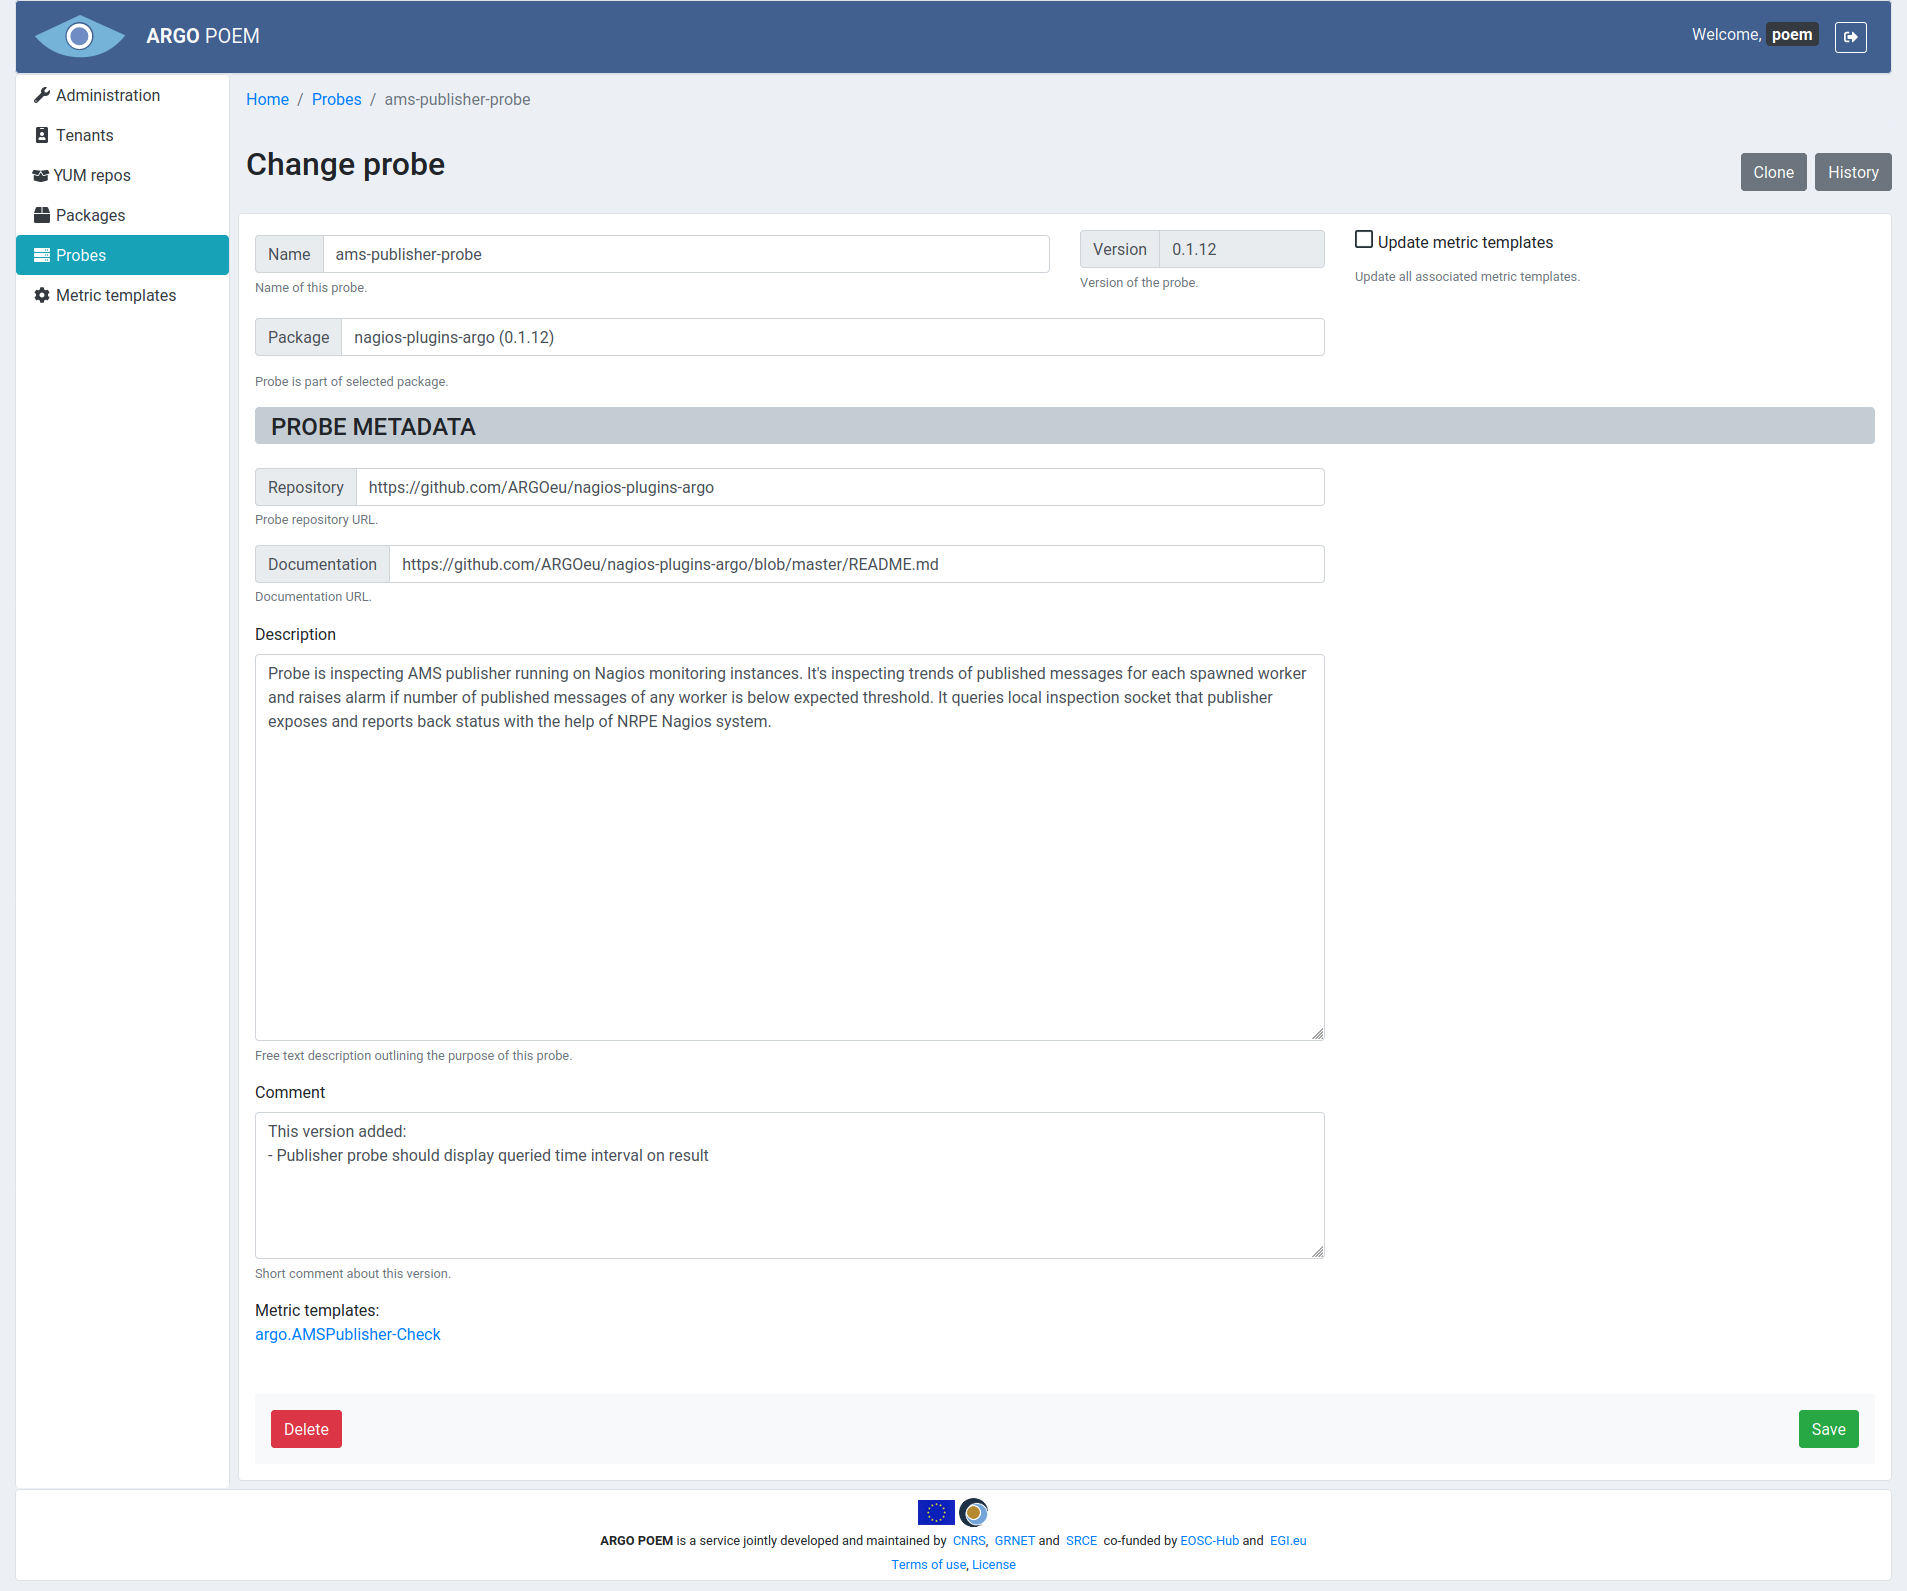 ARGO POEM
Welcome, poem
Administration
Tenants
YUM repos
Packages
Probes
Metric templates
Home / Probes / ams-publisher-probe
Change probe
Clone
History
Name
ams-publisher-probe
Name of this probe.
Version
0.1.12
Version of the probe.
Update metric templates
Update all associated metric templates.
Package
nagios-plugins-argo (0.1.12)
Probe is part of selected package.
PROBE METADATA
Repository
https://github.com/ARGOeu/nagios-plugins-argo
Probe repository URL.
Documentation
https://github.com/ARGOeu/nagios-plugins-argo/blob/master/README.md
Documentation URL.
Description
Probe is inspecting AMS publisher running on Nagios monitoring instances. It's inspecting trends of published messages for each spawned worker
and raises alarm if number of published messages of any worker is below expected threshold. It queries local inspection socket that publisher
exposes and reports back status with the help of NRPE Nagios system.
Free text description outlining the purpose of this probe.
Comment
This version added:
- Publisher probe should display queried time interval on result
Short comment about this version.
Metric templates:
argo.AMSPublisher-Check
Delete
Save
ARGO POEM is a service jointly developed and maintained by CNRS, GRNET and SRCE co-funded by EOSC-Hub and EGI.eu
Terms of use, License